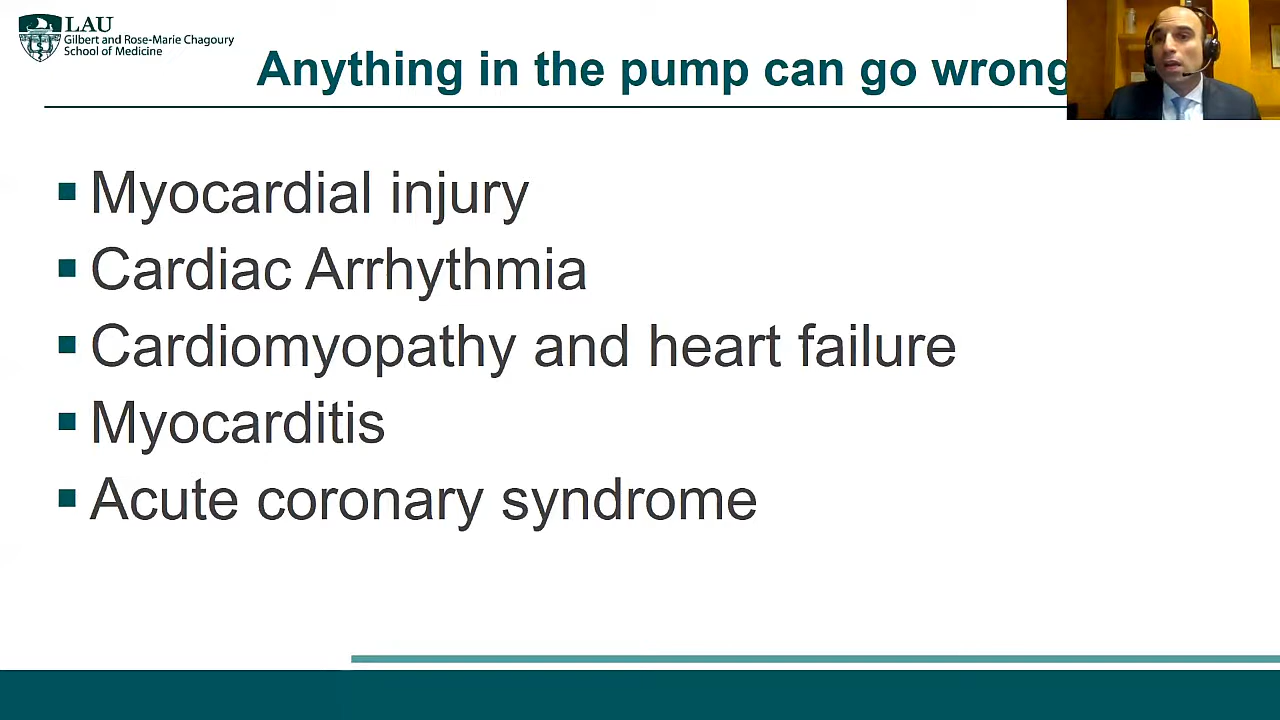 LAU
Gilbert and Rose-Marie Chagoury
School of Medicine
Anything in the pump can go wrong
Myocardial injury
Cardiac Arrhythmia
Cardiomyopathy and heart failure
Myocarditis
Acute coronary syndrome